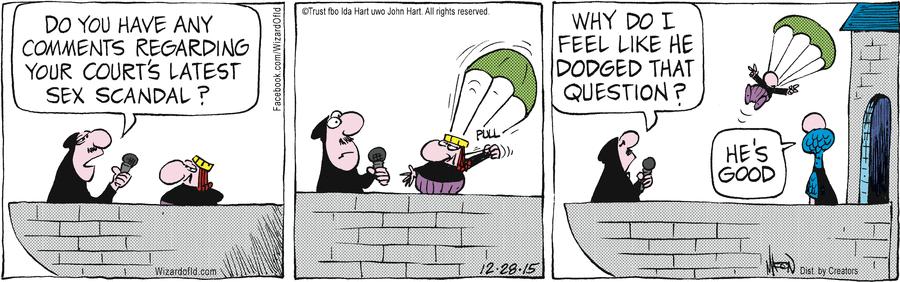 DO YOU HAVE ANY
COMMENTS REGARDING
YOUR COURT'S LATEST
SEX SCANDAL?
Facebook.com/WizardOfId
Wizardofid.com
©Trust fbo Ida Hart uwo John Hart. All rights reserved.
PULL
12-28-15
WHY DO I
FEEL LIKE HE
DODGED THAT
QUESTION?
HE'S
GOOD
MASON
Dist. by Creators